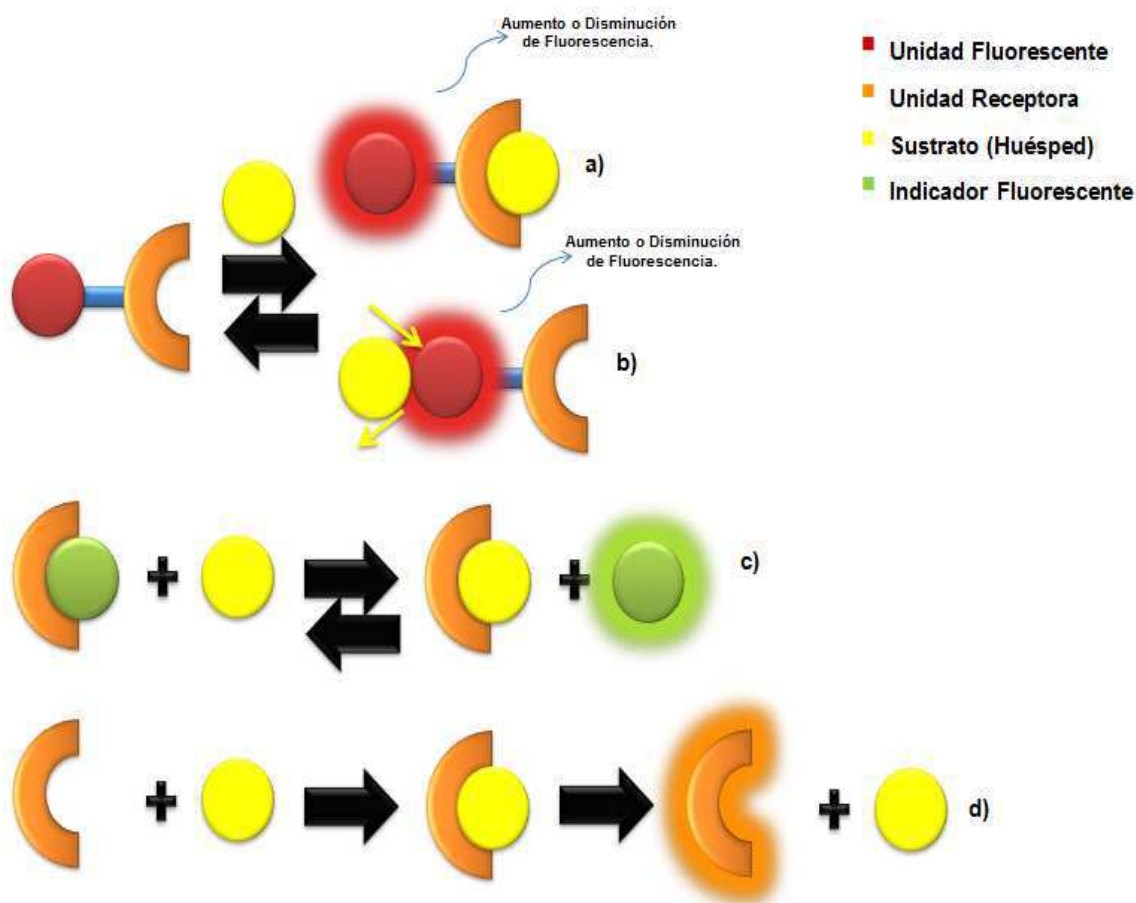 Aumento o Disminución
de Fluorescencia.
Unidad Fluorescente
Unidad Receptora
Sustrato (Huésped)
Indicador Fluorescente
a)
Aumento o Disminución
de Fluorescencia.
b)
c)
d)